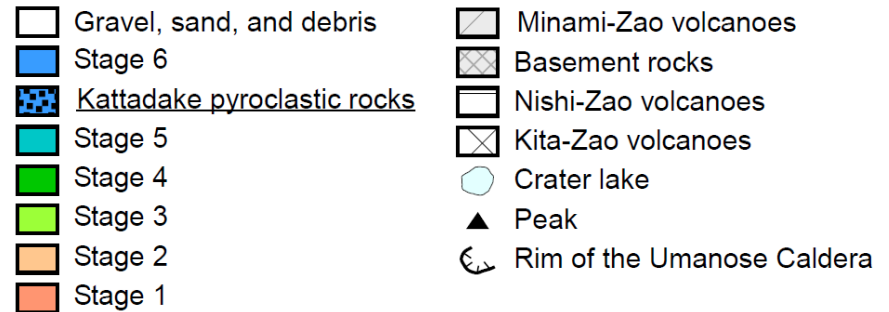 Gravel, sand, and debris
Stage 6
Kattadake pyroclastic rocks
Stage 5
Stage 4
Stage 3
Stage 2
Stage 1
Minami-Zao volcanoes
Basement rocks
Nishi-Zao volcanoes
Kita-Zao volcanoes
Crater lake
Peak
Rim of the Umanose Caldera